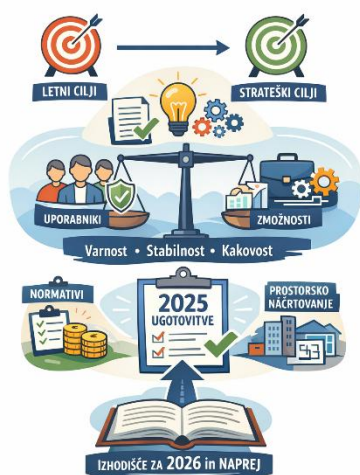 LETNI CILJI
STRATEŠKI CILJI
UPORABNIKI
ZMOŽNOSTI
Varnost • Stabilnost • Kakovost
NORMATIVI
2025
UGOTOVITVE
PROSTORSKO
NAČRTOVANJE
IZHODIŠČE ZA 2026 in NAPREJ